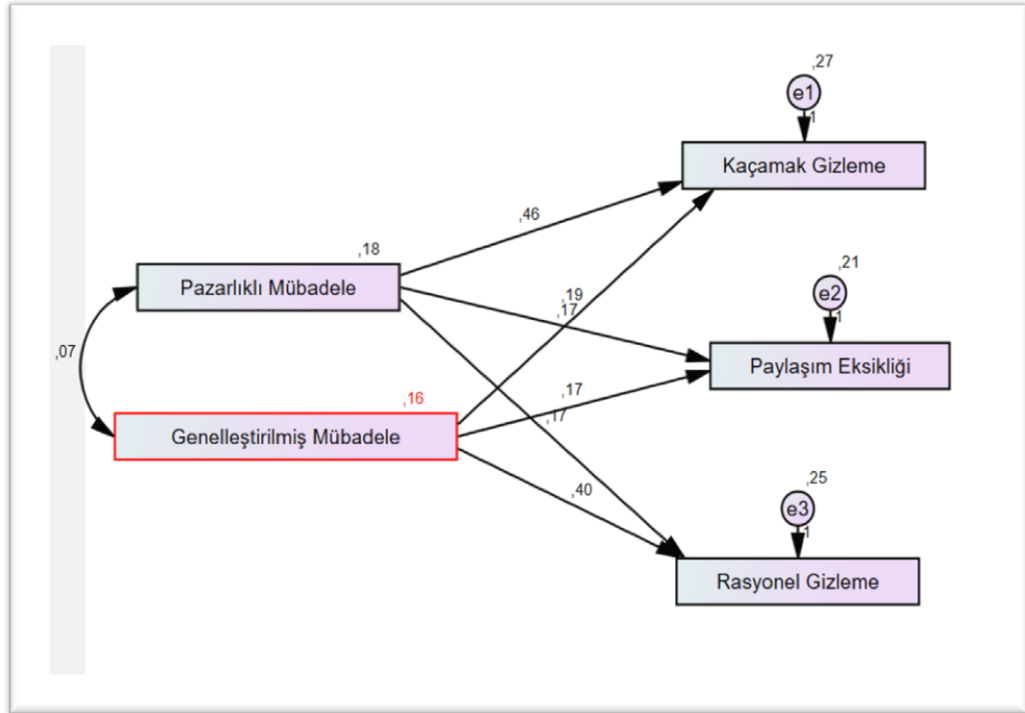 ,27
e1
1
Kaçamak Gizleme
,46
,18
Pazarlıklı Mübadele
,21
e2
,19
,17
1
,07
Paylaşım Eksikliği
,16
,17
,17
Genelleştirilmiş Mübadele
,25
,40
e3
1
Rasyonel Gizleme